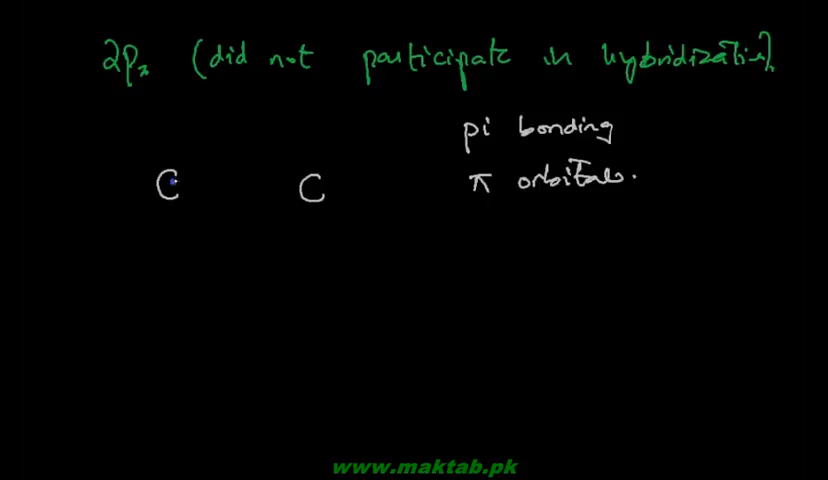 2pz (did not participate in hybridization)
pi bonding
C C π orbitals.
www.maktab.pk